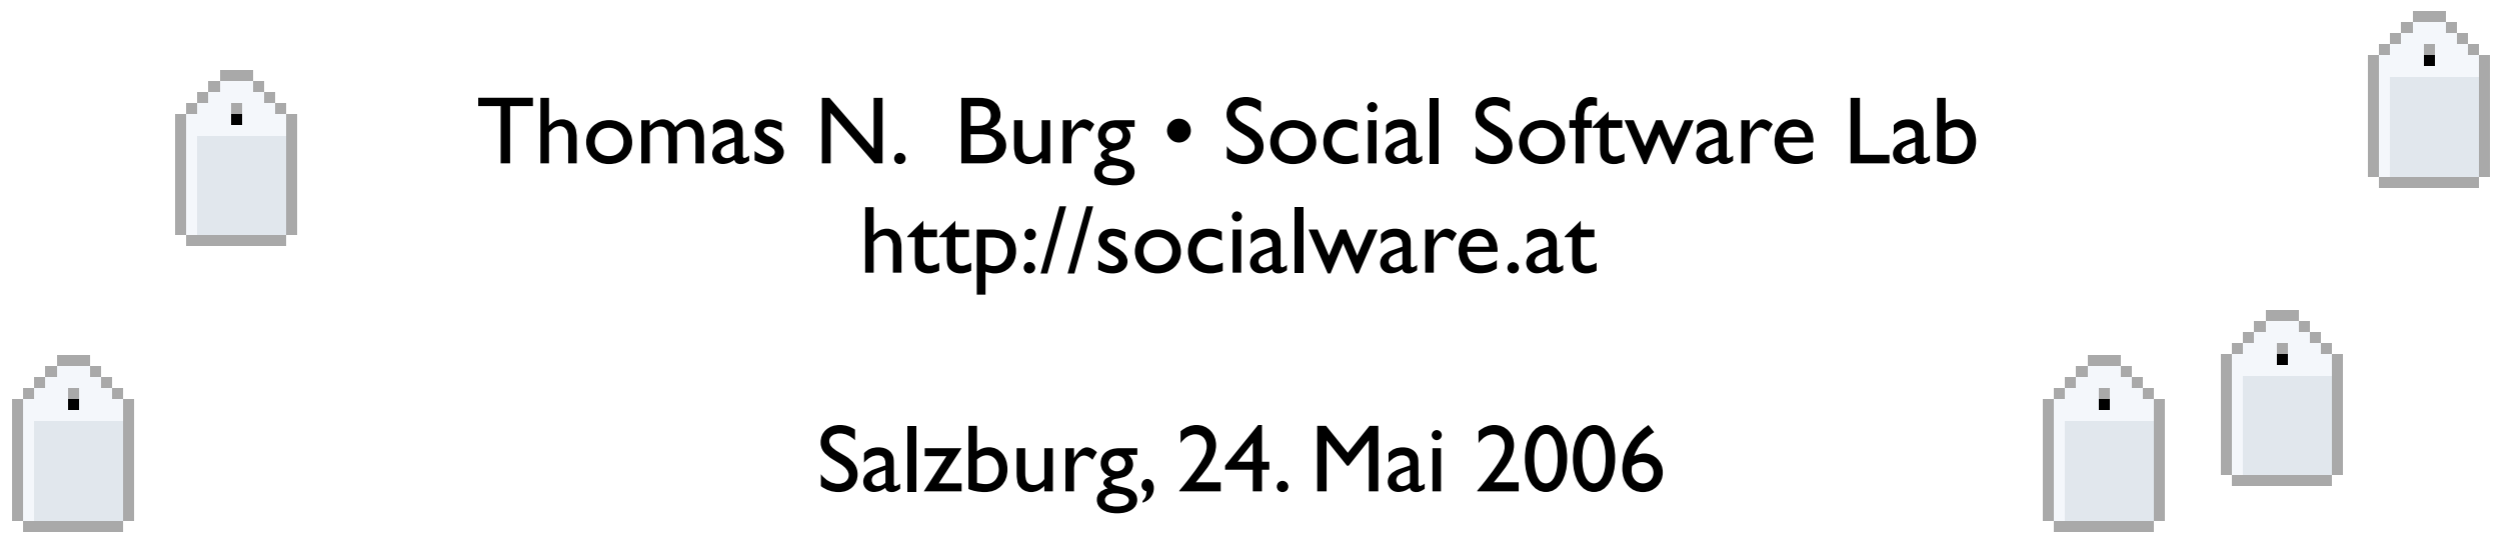 Thomas N. Burg • Social Software Lab
http://socialware.at
Salzburg, 24. Mai 2006